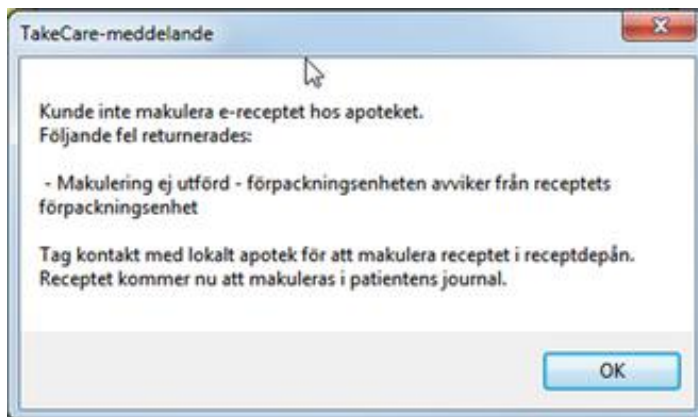 TakeCare-meddelande
Kunde inte makulera e-receptet hos apoteket.
Följande fel returnerades:
- Makulering ej utförd - förpackningsenheten avviker från receptets
förpackningsenhet
Tag kontakt med lokalt apotek för att makulera receptet i receptdepån.
Receptet kommer nu att makuleras i patientens journal.
OK